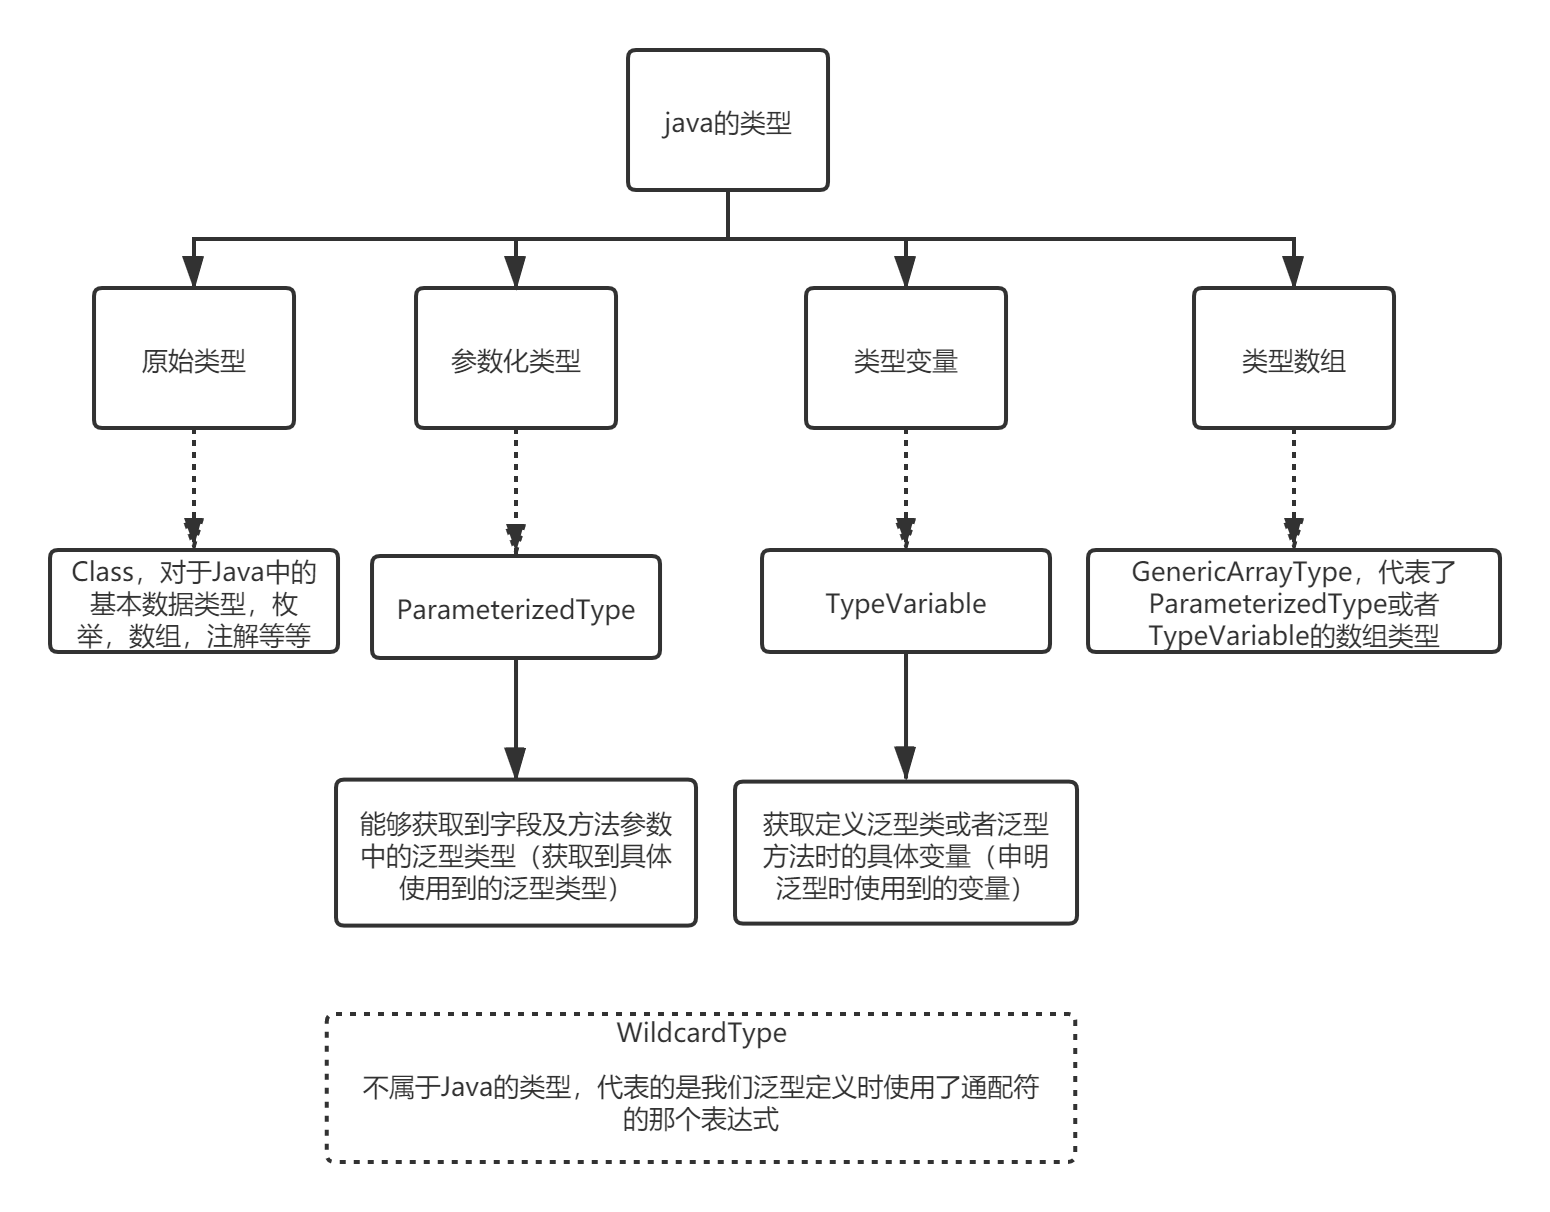 java的类型
原始类型
参数化类型
类型变量
类型数组
Class，对于Java中的
基本数据类型，枚
举，数组，注解等等
ParameterizedType
TypeVariable
GenericArrayType，代表了
ParameterizedType或者
TypeVariable的数组类型
能够获取到字段及方法参数
中的泛型类型（获取到具体
使用到的泛型类型）
获取定义泛型类或者泛型
方法时的具体变量（申明
泛型时使用到的变量）
WildcardType
不属于Java的类型，代表的是我们泛型定义时使用了通配符
的那个表达式